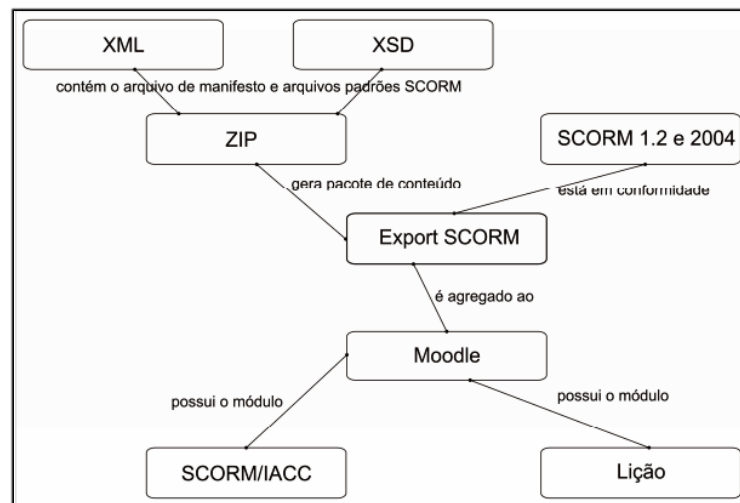 XML
XSD
contém o arquivo de manifesto e arquivos padrões SCORM
ZIP
SCORM 1.2 e 2004
gera pacote de conteúdo
está em conformidade
Export SCORM
é agregado ao
Moodle
possui o módulo
possui o módulo
SCORM/IACC
Lição